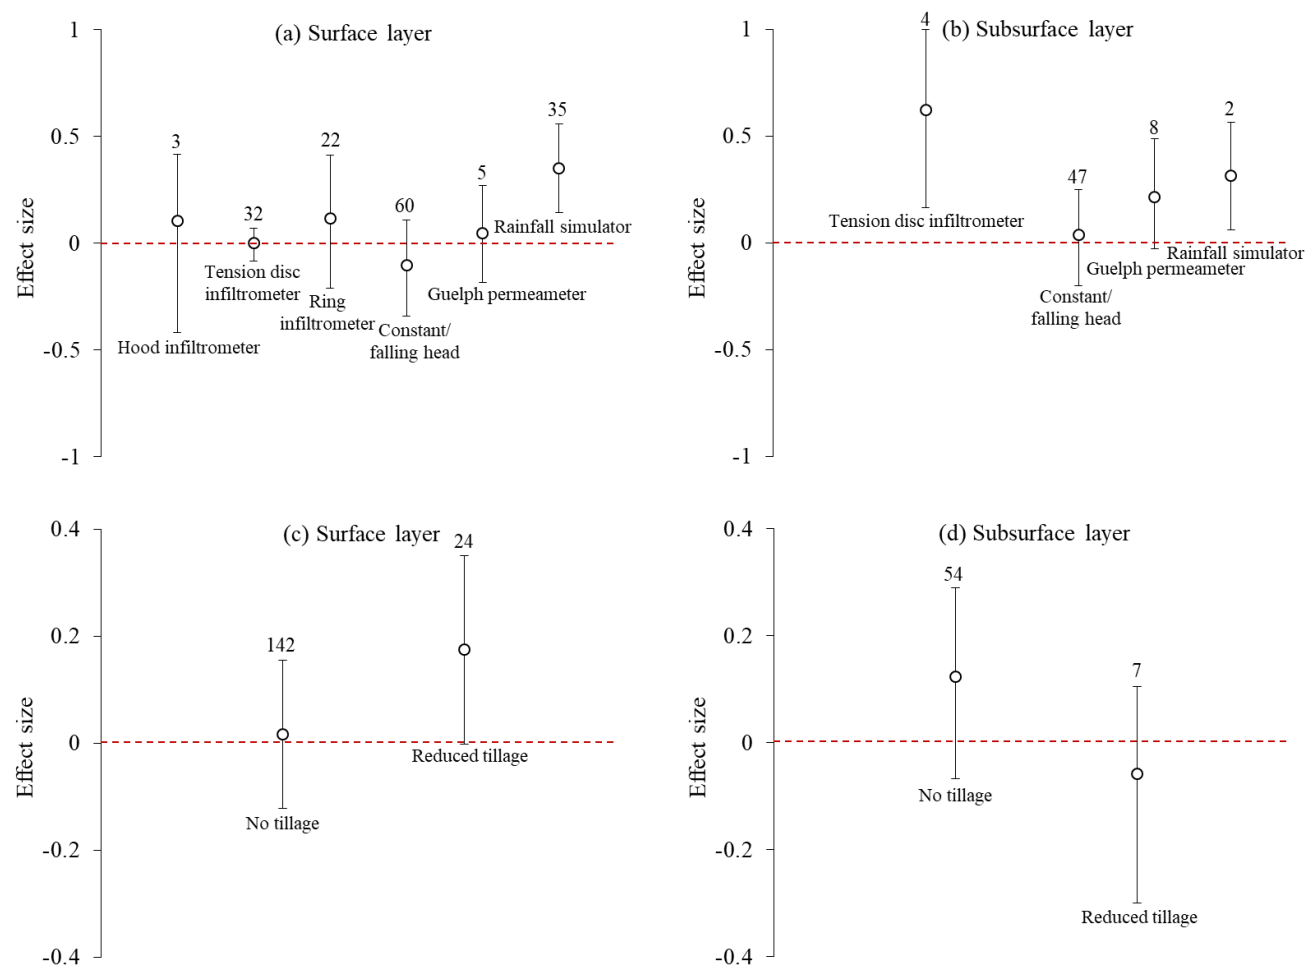 (a) Surface layer
1
0.5
0
-0.5
-1
Effect size
3
32
22
60
5
35
Hood infiltrometer
Tension disc
infiltrometer
Ring
infiltrometer
Constant/
falling head
Guelph permeameter
Rainfall simulator
(b) Subsurface layer
1
0.5
0
-0.5
-1
Effect size
4
47
8
2
Tension disc infiltrometer
Constant/
falling head
Guelph permeameter
Rainfall simulator
(c) Surface layer
0.4
0.2
0
-0.2
-0.4
Effect size
142
24
No tillage
Reduced tillage
(d) Subsurface layer
0.4
0.2
0
-0.2
-0.4
Effect size
54
7
No tillage
Reduced tillage